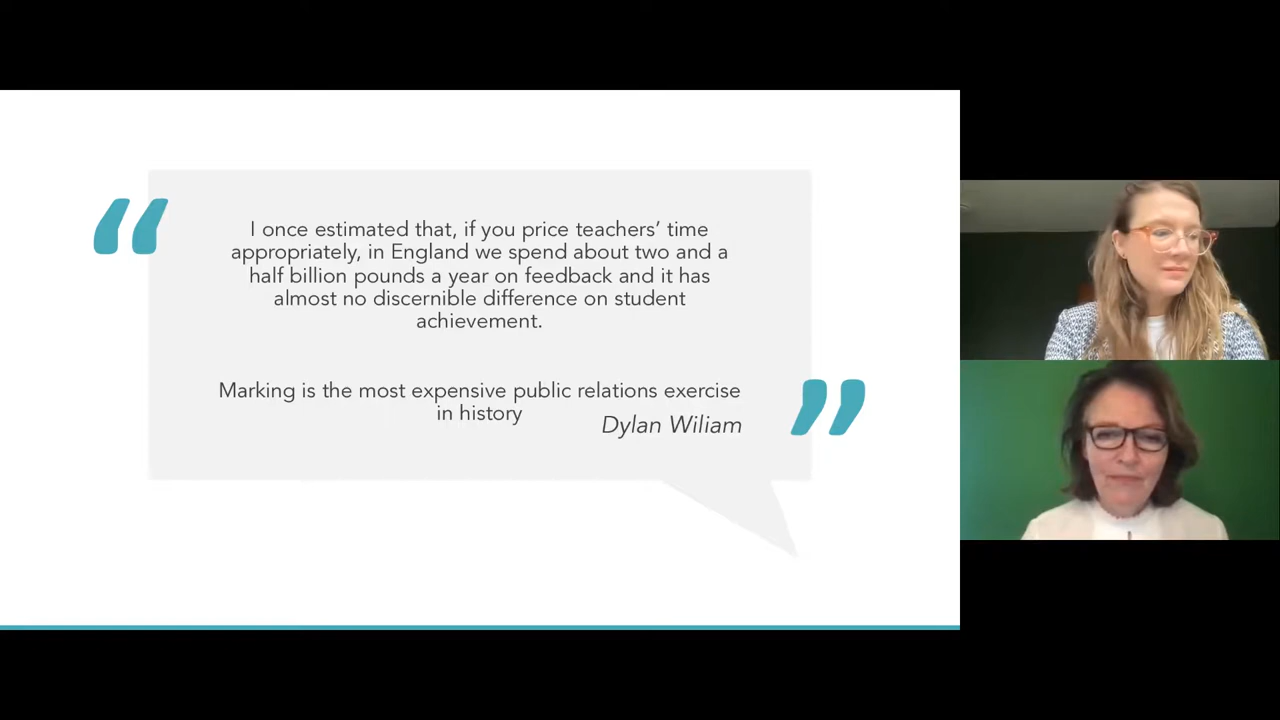 “
I once estimated that, if you price teachers’ time
appropriately, in England we spend about two and a
half billion pounds a year on feedback and it has
almost no discernible difference on student
achievement.
Marking is the most expensive public relations exercise
in history
Dylan Wiliam
”